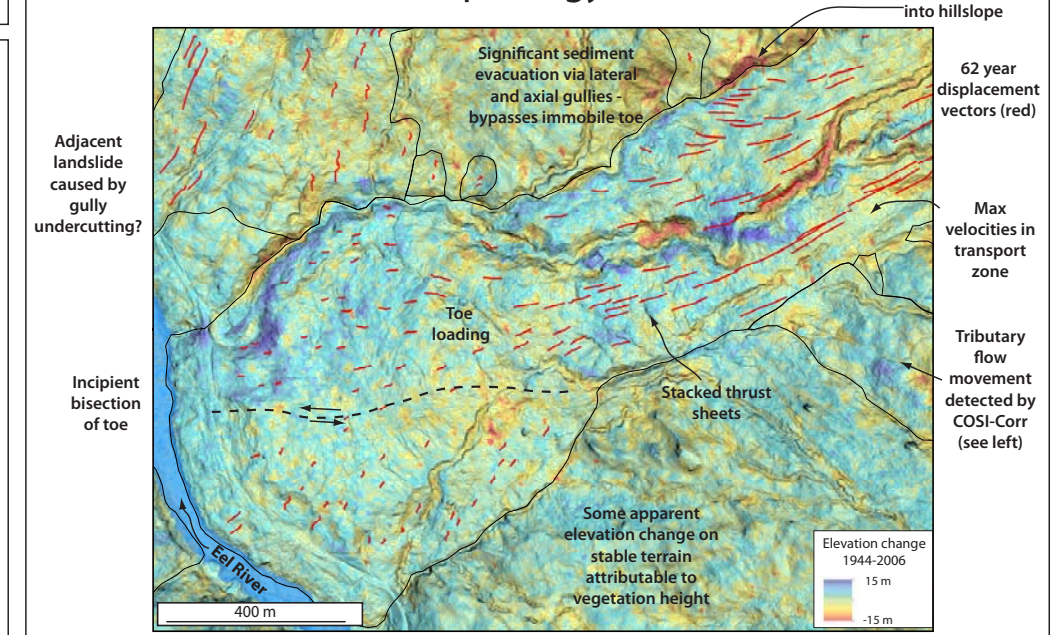 into hillslope
Significant sediment
evacuation via lateral
and axial gullies -
bypasses immobile toe
62 year
displacement
vectors (red)
Adjacent
landslide
caused by
gully
undercutting?
Max
velocities in
transport
zone
Toe
loading
Tributary
flow
movement
detected by
COSI-Corr
(see left)
Incipient
bisection
of toe
Stacked thrust
sheets
Some apparent
elevation change on
stable terrain
attributable to
vegetation height
Eel River
400 m
Elevation change
1944-2006
15 m
-15 m